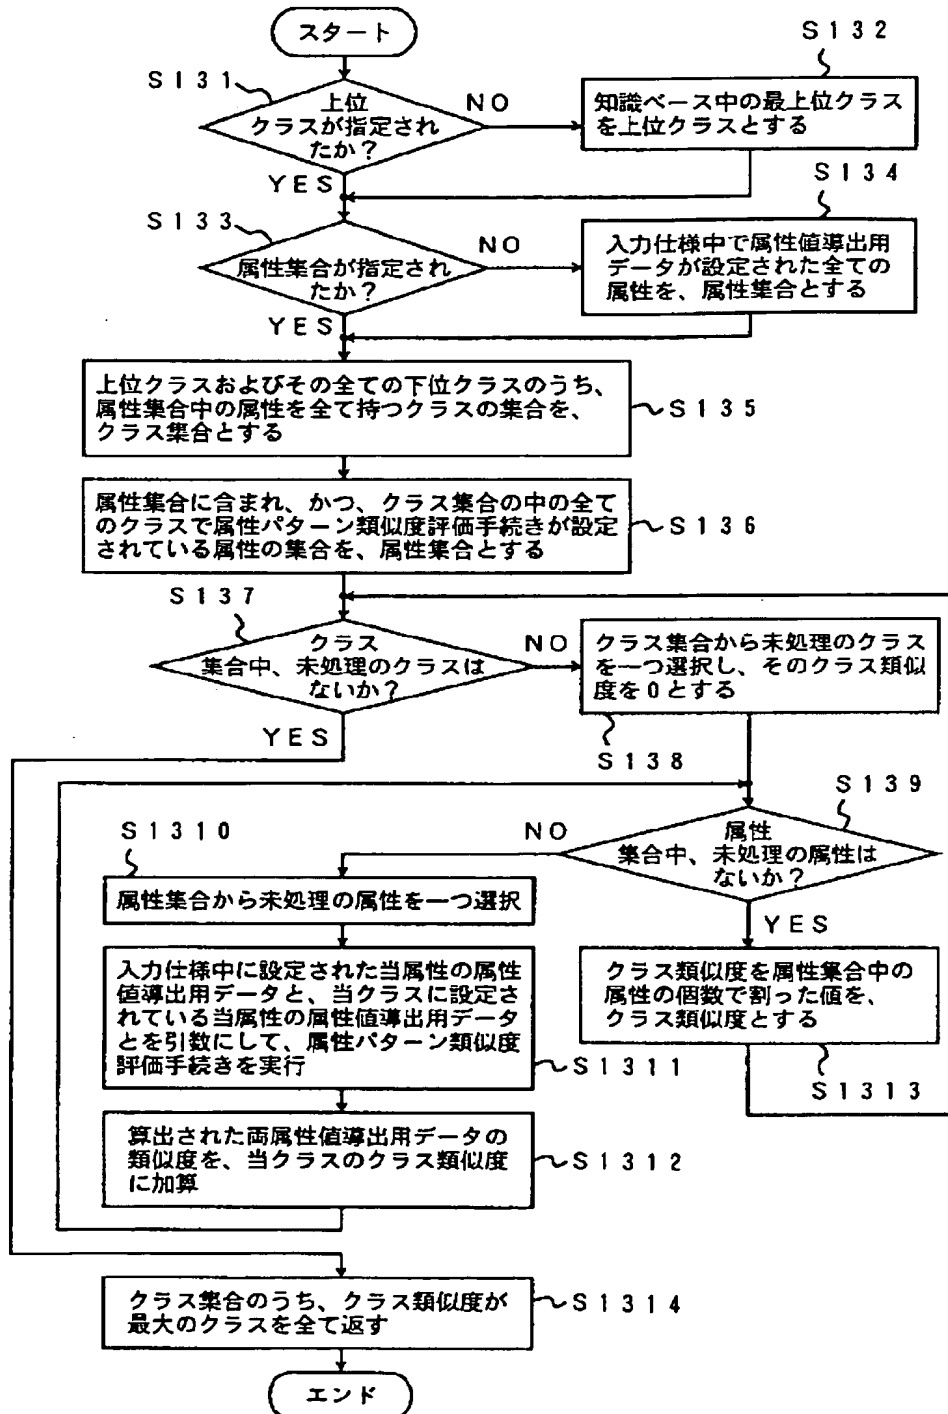 スタート
S131
上位
クラスが指定され
たか？
NO
YES
S132
知識ベース中の最上位クラス
を上位クラスとする
S133
属性集合が指定され
たか？
NO
YES
S134
入力仕様中で属性値導出用
データが設定された全ての
属性を、属性集合とする
上位クラスおよびその全ての下位クラスのうち、
属性集合中の属性を全て持つクラスの集合を、
クラス集合とする
S135
属性集合に含まれ、かつ、クラス集合の中の全て
のクラスで属性パターン類似度評価手続きが設定
されている属性の集合を、属性集合とする
S136
S137
クラス
集合中、未処理のクラスは
ないか？
NO
YES
クラス集合から未処理のクラス
を一つ選択し、そのクラス類似
度を0とする
S138
S139
属性
集合中、未処理の属性は
ないか？
NO
YES
S1310
属性集合から未処理の属性を一つ選択
入力仕様中に設定された当属性の属性
値導出用データと、当クラスに設定さ
れている当属性の属性値導出用データ
とを引数にして、属性パターン類似度
評価手続きを実行
S1311
算出された両属性値導出用データの
類似度を、当クラスのクラス類似度
に加算
S1312
クラス類似度を属性集合中の
属性の個数で割った値を、
クラス類似度とする
S1313
クラス集合のうち、クラス類似度が
最大のクラスを全て返す
S1314
エンド